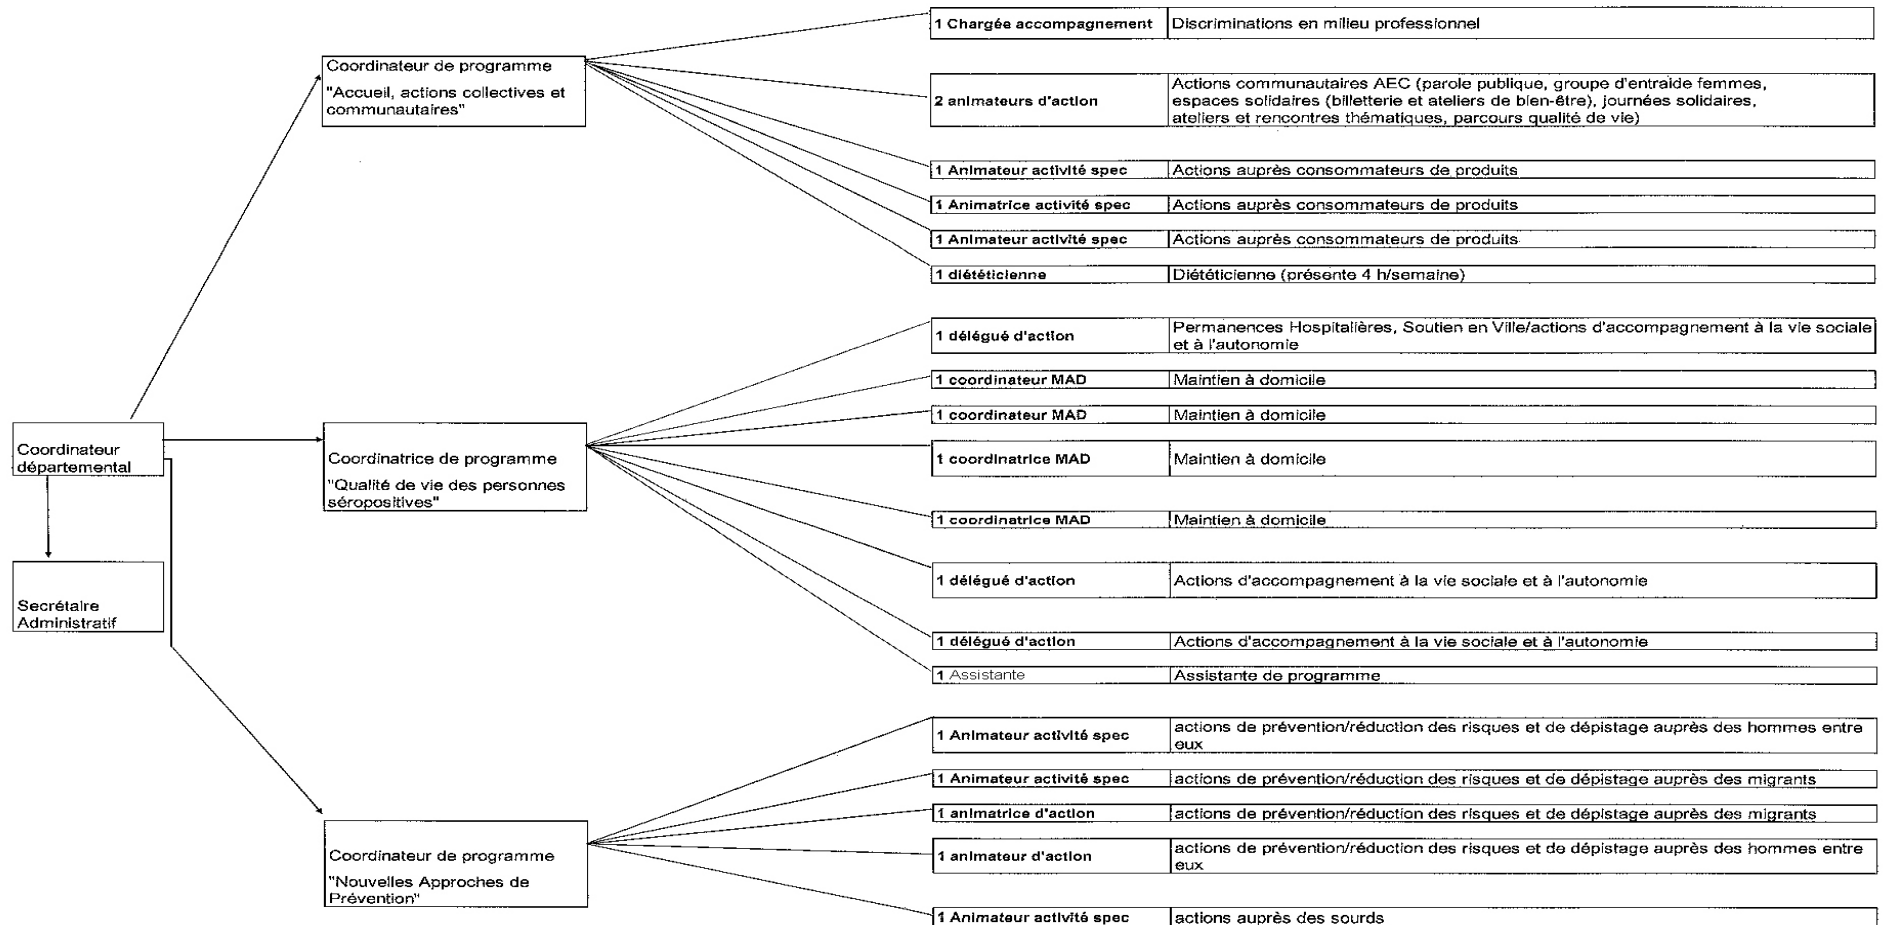 1 Chargée accompagnement
Discriminations en milieu professionnel
Coordinateur de programme
"Accueil, actions collectives et
communautaires"
2 animateurs d'action
Actions communautaires AEC (parole publique, groupe d'entraide femmes,
espaces solidaires (billetterie et ateliers de bien-être), journées solidaires,
ateliers et rencontres thématiques, parcours qualité de vie)
1 Animateur activité spec
Actions auprès consommateurs de produits
1 Animatrice activité spec
Actions auprès consommateurs de produits
1 Animateur activité spec
Actions auprès consommateurs de produits
1 diététicienne
Diététicienne (présente 4 h/semaine)
1 délégué d'action
Permanences Hospitalières, Soutien en Ville/actions d'accompagnement à la vie sociale
et à l'autonomie
1 coordinateur MAD
Maintien à domicile
1 coordinateur MAD
Maintien à domicile
Coordinateur
départemental
Coordinatrice de programme
"Qualité de vie des personnes
séropositives"
1 coordinatrice MAD
Maintien à domicile
1 coordinatrice MAD
Maintien à domicile
1 délégué d'action
Actions d'accompagnement à la vie sociale et à l'autonomie
Secrétaire
Administratif
1 délégué d'action
Actions d'accompagnement à la vie sociale et à l'autonomie
1 Assistante
Assistante de programme
1 Animateur activité spec
actions de prévention/réduction des risques et de dépistage auprès des hommes entre
eux
1 Animateur activité spec
actions de prévention/réduction des risques et de dépistage auprès des migrants
1 animatrice d'action
actions de prévention/réduction des risques et de dépistage auprès des migrants
Coordinateur de programme
"Nouvelles Approches de
Prévention"
1 animateur d'action
actions de prévention/réduction des risques et de dépistage auprès des hommes entre
eux
1 Animateur activité spec
actions auprès des sourds